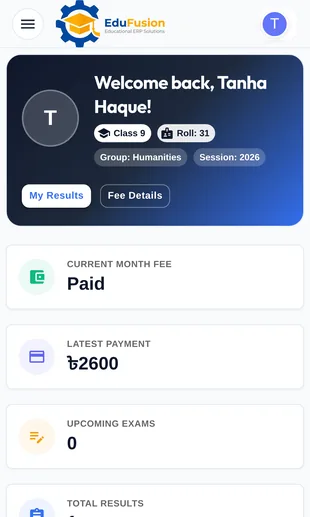 EduFusion
Educational ERP Solutions
T
Welcome back, Tanha
Haque!
T
Class 9
Roll: 31
Group: Humanities
Session: 2026
My Results
Fee Details
CURRENT MONTH FEE
Paid
LATEST PAYMENT
৳2600
UPCOMING EXAMS
0
TOTAL RESULTS